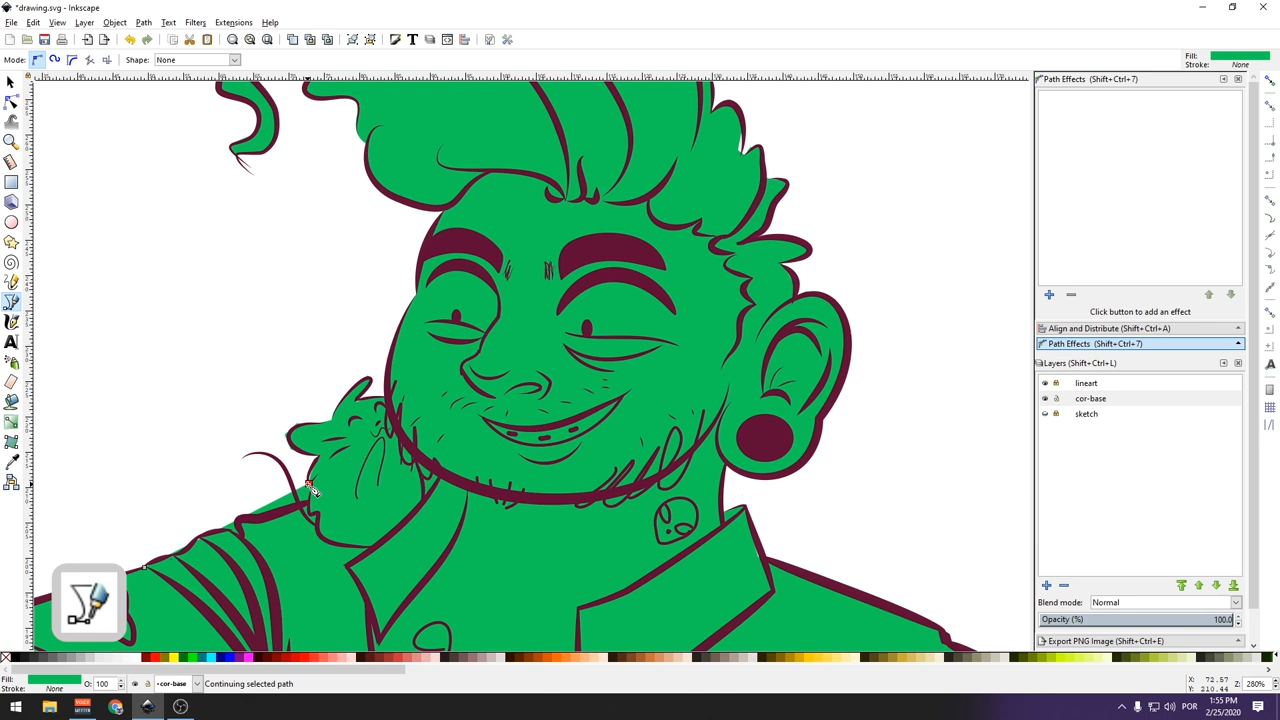 *drawing.svg - Inkscape
File Edit View Layer Object Path Text Filters Extensions Help
Mode: Shape: None Fill: Stroke: None
Path Effects (Shift+Ctrl+7)
Click button to add an effect
Align and Distribute (Shift+Ctrl+A)
Path Effects (Shift+Ctrl+7)
Layers (Shift+Ctrl+L)
lineart
cor-base
sketch
Blend mode: Normal
Opacity (%) 100.0
Export PNG Image (Shift+Ctrl+E)
Fill: Stroke: None O: 100 •cor-base Continuing selected path X: 72.57 Y: 210.44 Z: 280%
POR 1:55 PM
2/25/2020